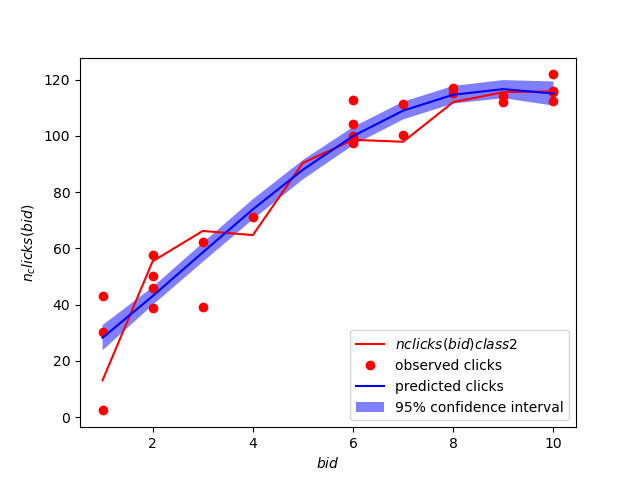 120
100
80
60
40
20
0
n_clicks(bid)
nclicks(bid)class2
observed clicks
predicted clicks
95% confidence interval
2 4 6 8 10
bid